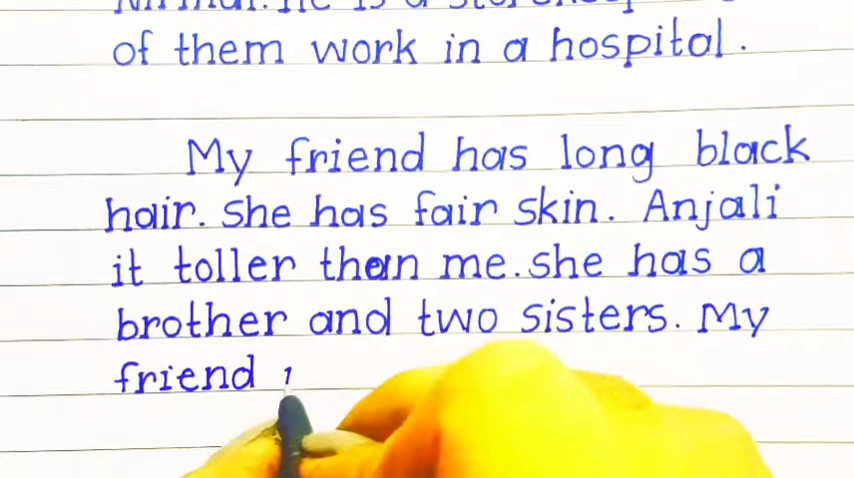 of them work in a hospital.
My friend has long black
hair. She has fair skin. Anjali
it toller than me. she has a
brother and two sisters. My
friend